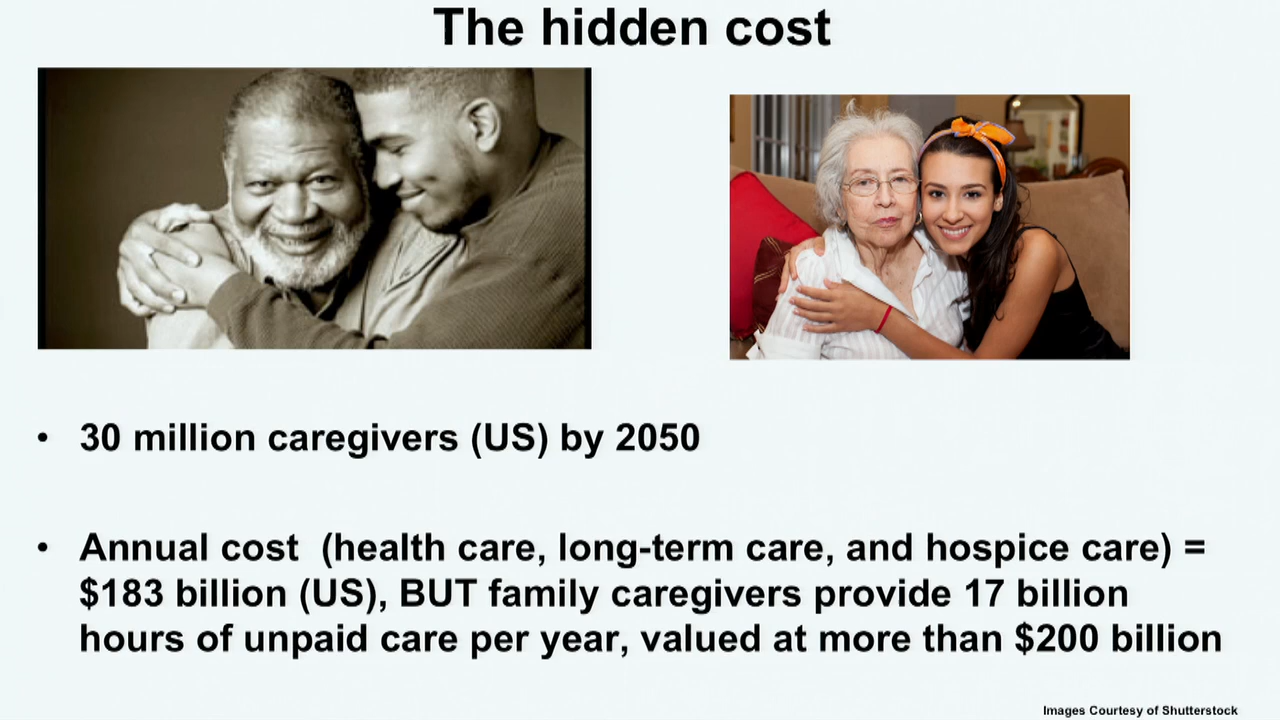 The hidden cost
• 30 million caregivers (US) by 2050
• Annual cost (health care, long-term care, and hospice care) =
$183 billion (US), BUT family caregivers provide 17 billion
hours of unpaid care per year, valued at more than $200 billion
Images Courtesy of Shutterstock